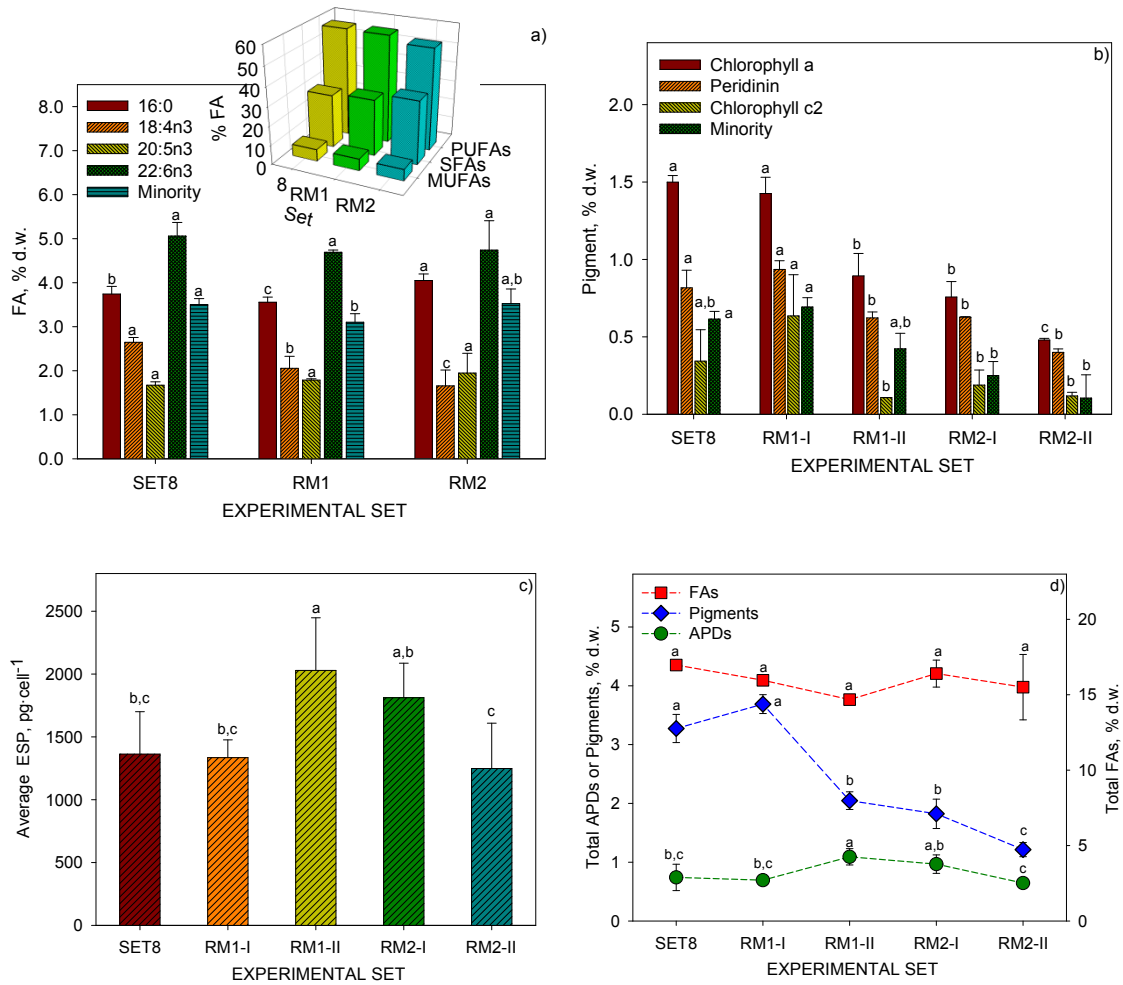 a)
60
50
40
30
20
10
0
% FA
8
RM1
RM2
Set
PUFAs
SFAs
MUFAs
16:0
18:4n3
20:5n3
22:6n3
Minority
8.0
7.0
6.0
5.0
4.0
3.0
2.0
1.0
0.0
FA, % d.w.
b
a
a
a
a
c
b
a
a
b
a
c
a
a
a,b
SET8
RM1
RM2
EXPERIMENTAL SET
b)
Chlorophyll a
Peridinin
Chlorophyll c2
Minority
2.0
1.5
1.0
0.5
0.0
Pigment, % d.w.
a
a
a,b
a
a
a
a
a
b
b
b
a,b
b
b
b
b
c
b
b
b
SET8
RM1-I
RM1-II
RM2-I
RM2-II
EXPERIMENTAL SET
c)
2500
2000
1500
1000
500
0
Average ESP, pg·cell⁻¹
b,c
b,c
a
a,b
c
SET8
RM1-I
RM1-II
RM2-I
RM2-II
EXPERIMENTAL SET
d)
FAs
Pigments
APDs
5
4
3
2
1
0
Total APDs or Pigments, % d.w.
20
15
10
5
0
Total FAs, % d.w.
a
a
a
a
a
a
a
b
b
c
b,c
b,c
a
a,b
c
SET8
RM1-I
RM1-II
RM2-I
RM2-II
EXPERIMENTAL SET